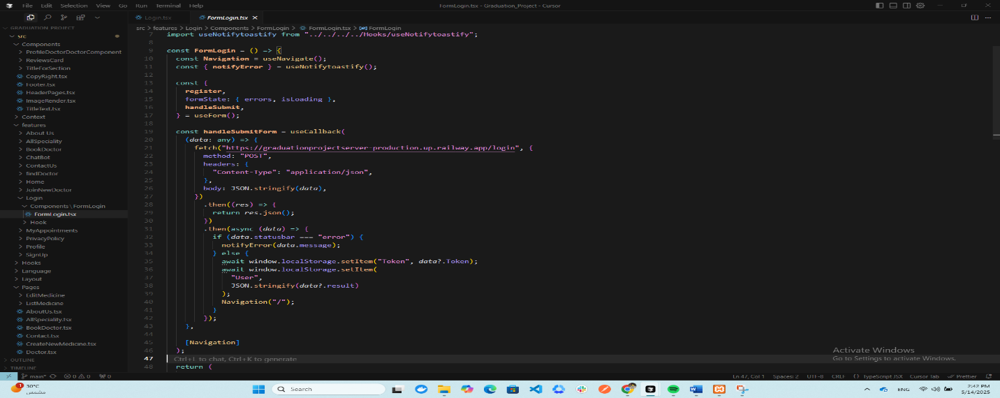 File Edit Selection View Go Run Terminal Help
FormLogin.tsx - Graduation_Project - Cursor
GRADUATION_PROJECT
src
Components
ProfileDoctorDoctorComponent
ReviewsCard
TitleForSection
CopyRight.tsx
Footer.tsx
HeaderPages.tsx
ImageRender.tsx
TitleText.tsx
Context
features
About Us
AllSpeciality
BookDoctor
ChatBot
ContactUs
findDoctor
Home
JoinNewDoctor
Login
Components\FormLogin
FormLogin.tsx
Hook
MyAppointments
PrivacyPolicy
Profile
SignUp
Hooks
Language
Layout
Pages
EditMedicine
ListMedicine
AboutUs.tsx
AllSpeciality.tsx
BookDoctor.tsx
Contact.tsx
CreateNewMedicine.tsx
Doctor.tsx
OUTLINE
TIMELINE
Login.tsx FormLogin.tsx
src > features > Login > Components > FormLogin > FormLogin.tsx > FormLogin
7 import useNotifytoastify from "../../../../Hooks/useNotifytoastify";
8
9 const FormLogin = () => {
10 const Navigation = useNavigate();
11 const { notifyError } = useNotifytoastify();
12
13 const {
14 register,
15 formState: { errors, isLoading },
16 handleSubmit,
17 } = useForm();
18
19 const handleSubmitForm = useCallback(
20 (data: any) => {
21 fetch("https://graduationprojectserver-production.up.railway.app/login", {
22 method: "POST",
23 headers: {
24 "Content-Type": "application/json",
25 },
26 body: JSON.stringify(data),
27 })
28 .then((res) => {
29 return res.json();
30 })
31 .then(async (data) => {
32 if (data.statusbar === "error") {
33 notifyError(data.message);
34 } else {
35 await window.localStorage.setItem("Token", data?.Token);
36 await window.localStorage.setItem(
37 "User",
38 JSON.stringify(data?.result)
39 );
40 Navigation("/");
41 }
42 });
43 },
44
45 [Navigation]
46 );
47 Ctrl+L to chat, Ctrl+K to generate
48 return (
Activate Windows
Go to Settings to activate Windows.
main* 0 0 0
Ln 47, Col 1 Spaces: 2 UTF-8 CRLF {} TypeScript JSX Cursor Tab Prettier
1
30°C
مشمس
Search
ENG
2:42 PM
5/14/2025